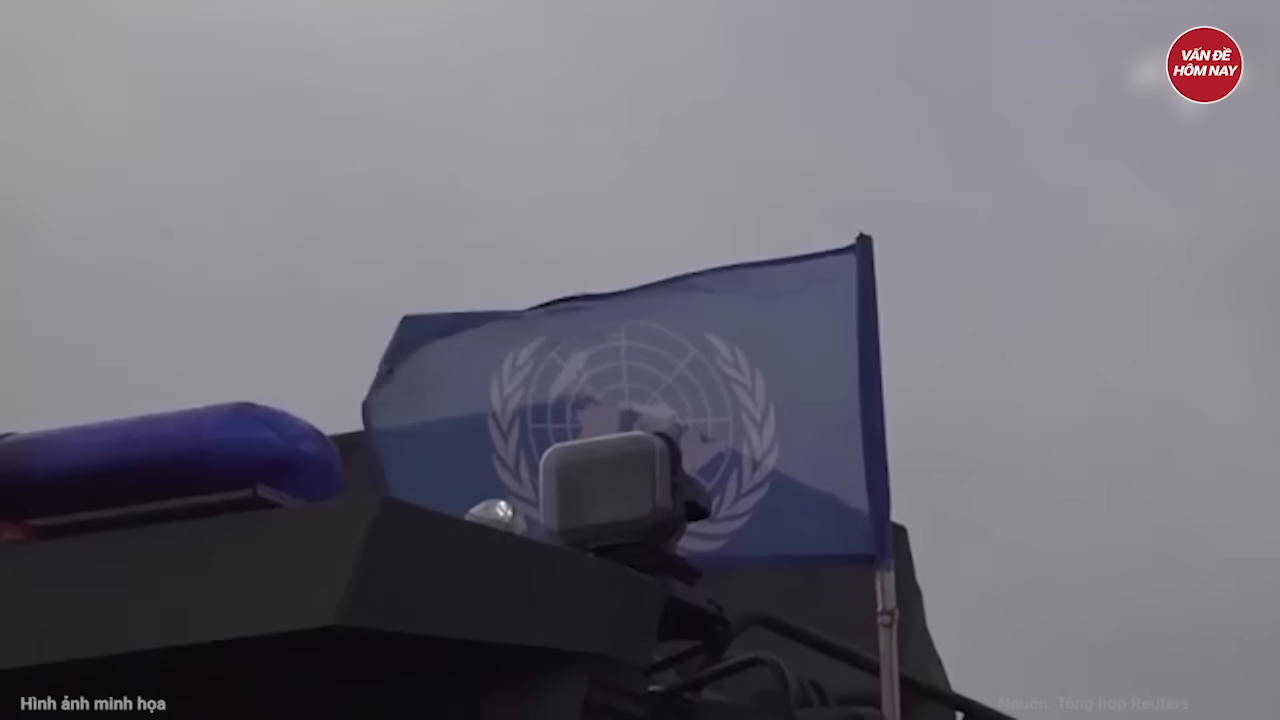 VẤN ĐỀ
HÔM NAY
Hình ảnh minh họa
Nguồn: Tổng hợp Reuters